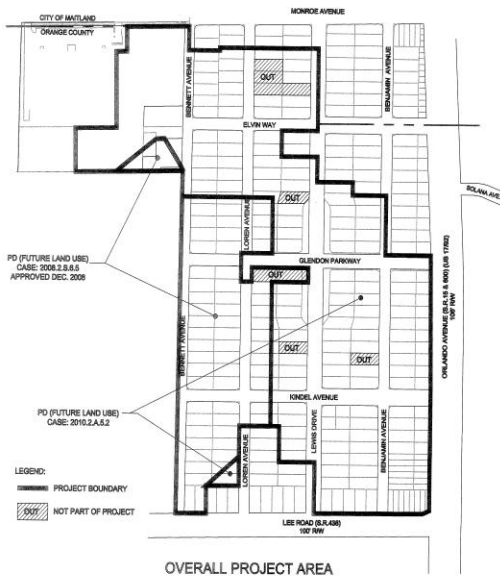 MONROE AVENUE
CITY OF MAITLAND
ORANGE COUNTY
BENNETT AVENUE
BENJAMIN AVENUE
OUT
ELVIN WAY
SOLANA AVE
OUT
LOREN AVENUE
PD (FUTURE LAND USE)
CASE: 2008.2.S.6.5
APPROVED DEC. 2008
GLENDON PARKWAY
OUT
ORLANDO AVENUE (S.R.15 & 600) (US 17/92)
100' R/W
BENNETT AVENUE
OUT
OUT
KINDEL AVENUE
PD (FUTURE LAND USE)
CASE: 2010.2.A.5.2
LEWIS DRIVE
BENJAMIN AVENUE
LOREN AVENUE
LEGEND:
PROJECT BOUNDARY
OUT NOT PART OF PROJECT
LEE ROAD (S.R.438)
100' R/W
OVERALL PROJECT AREA